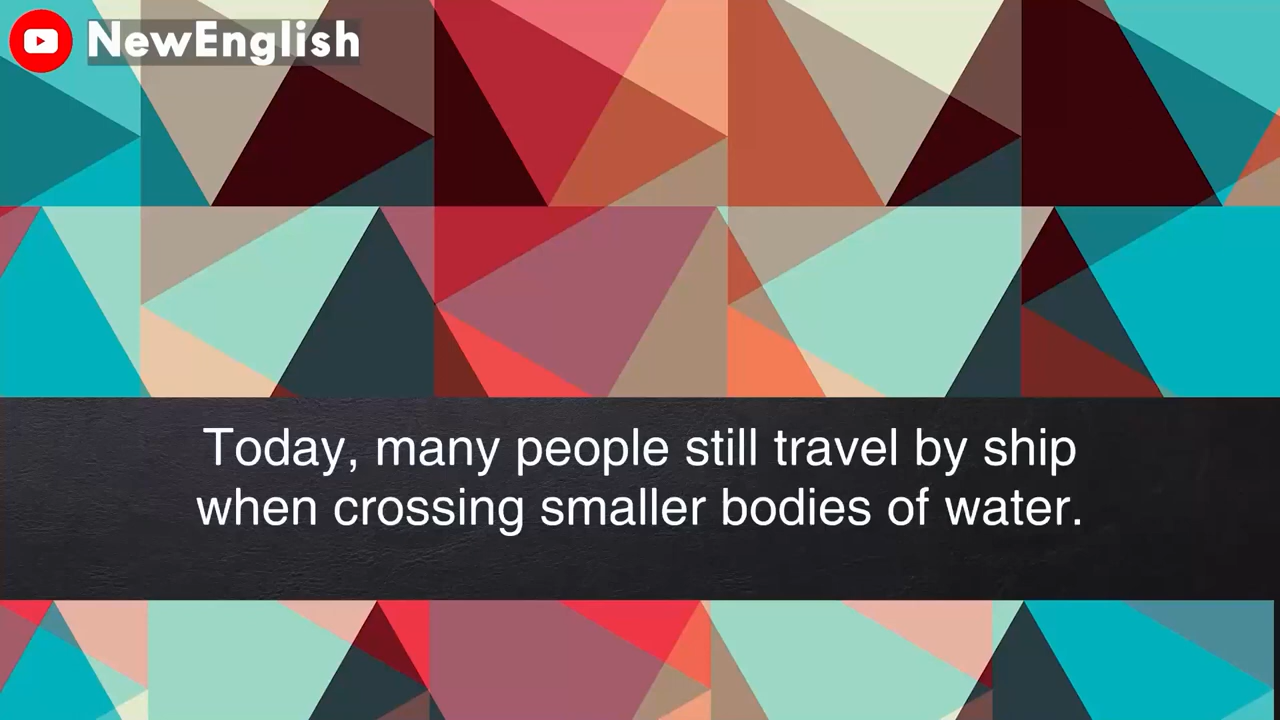 NewEnglish
Today, many people still travel by ship
when crossing smaller bodies of water.